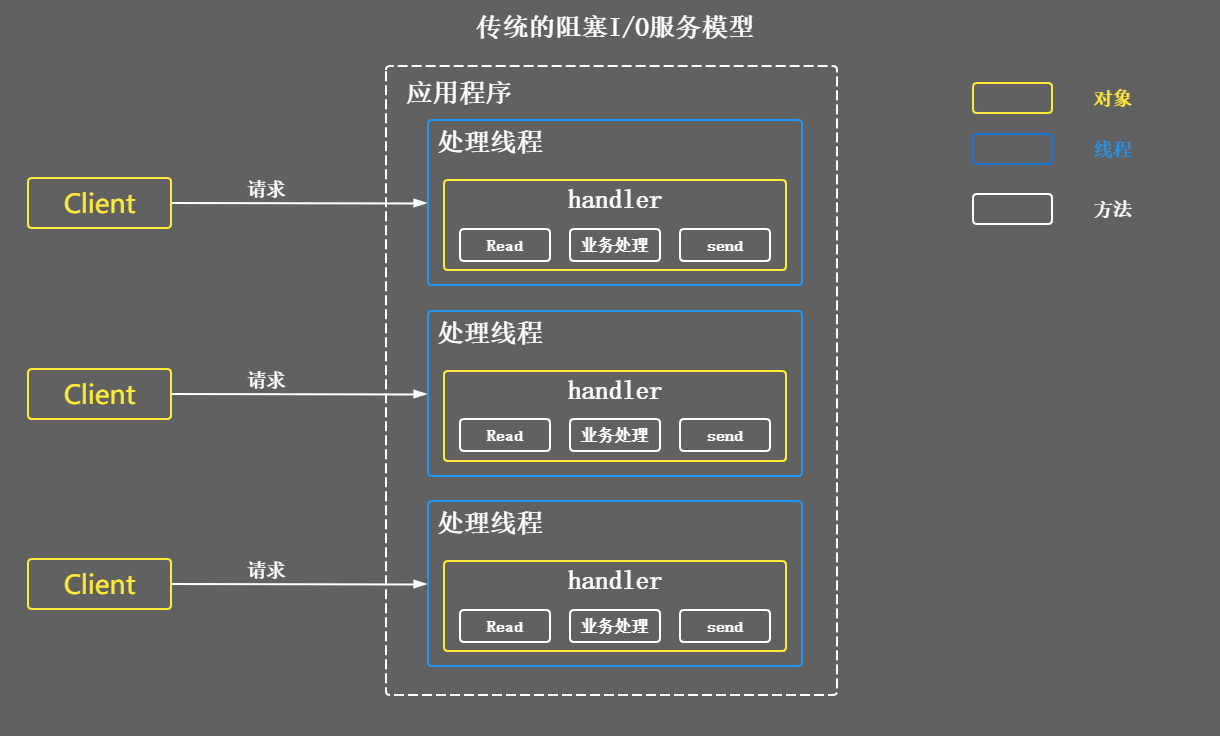 传统的阻塞I/O服务模型
应用程序
对象
线程
方法
Client
请求
处理线程
handler
Read
业务处理
send
Client
请求
处理线程
handler
Read
业务处理
send
Client
请求
处理线程
handler
Read
业务处理
send